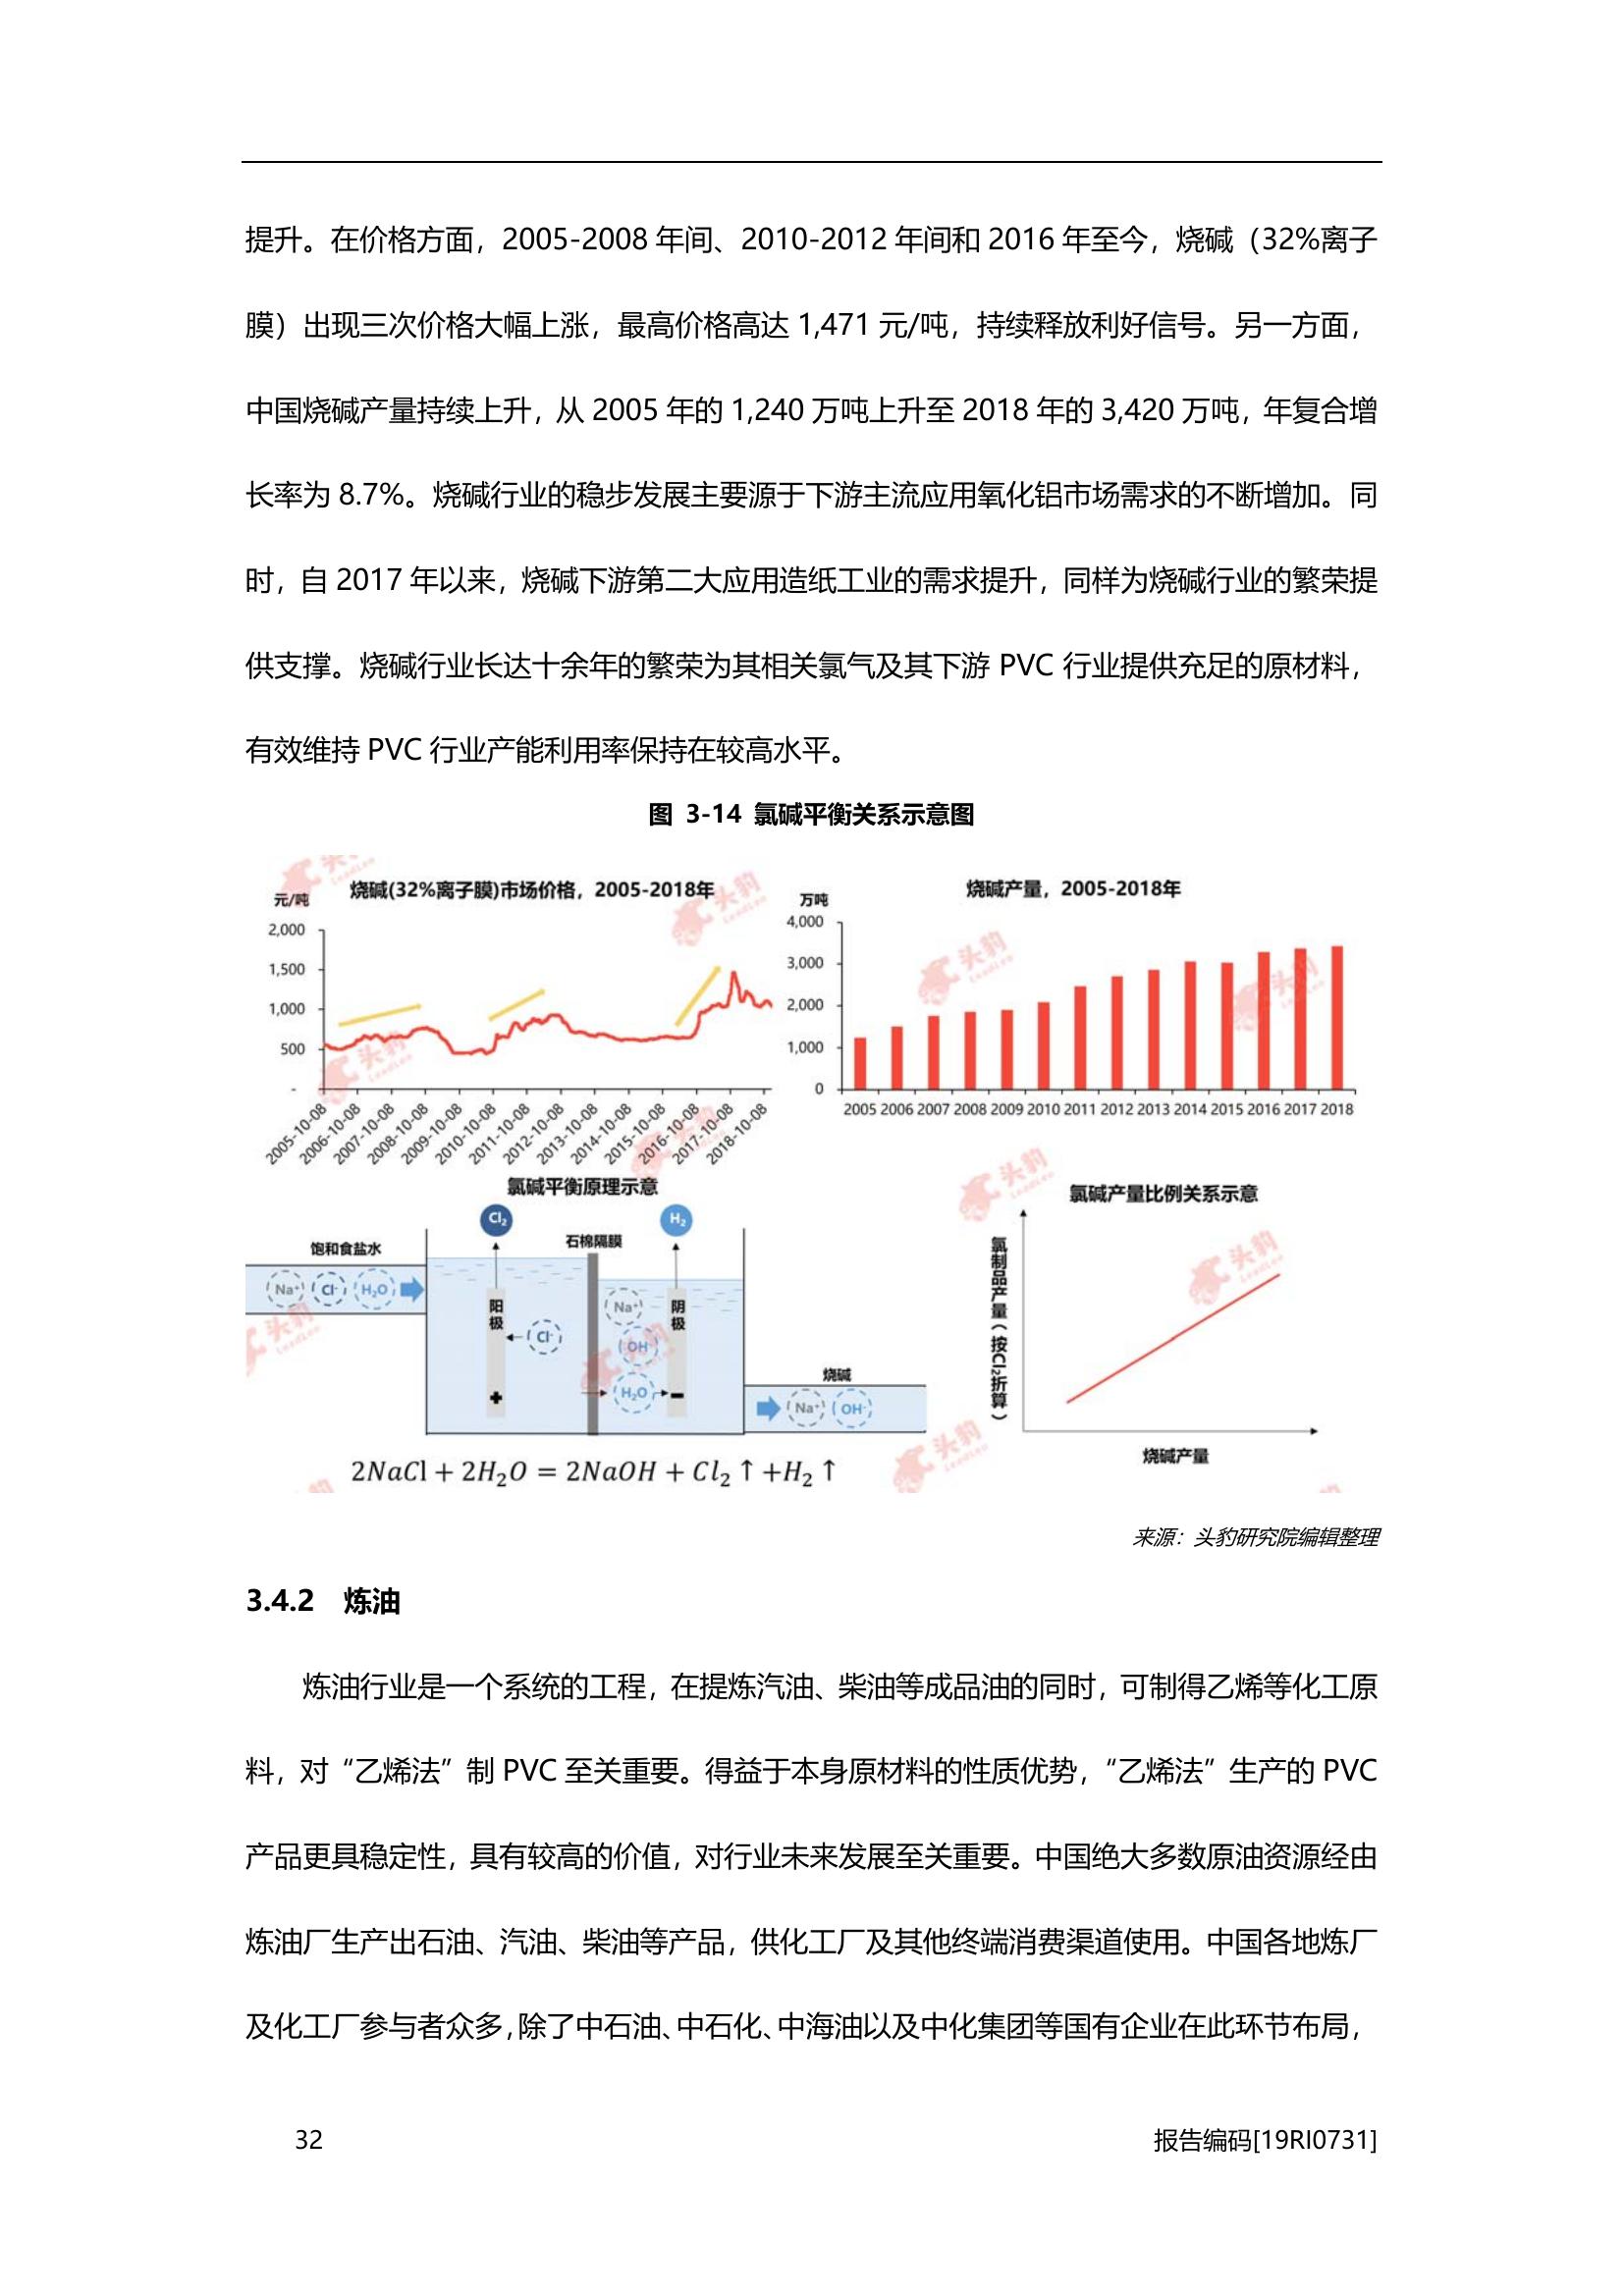 提升。在价格方面，2005-2008 年间、2010-2012 年间和 2016 年至今，烧碱（32%离子
膜）出现三次价格大幅上涨，最高价格高达 1,471 元/吨，持续释放利好信号。另一方面，
中国烧碱产量持续上升，从 2005 年的 1,240 万吨上升至 2018 年的 3,420 万吨，年复合增
长率为 8.7%。烧碱行业的稳步发展主要源于下游主流应用氧化铝市场需求的不断增加。同
时，自 2017 年以来，烧碱下游第二大应用造纸工业的需求提升，同样为烧碱行业的繁荣提
供支撑。烧碱行业长达十余年的繁荣为其相关氯气及其下游 PVC 行业提供充足的原材料，
有效维持 PVC 行业产能利用率保持在较高水平。
图 3-14 氯碱平衡关系示意图
烧碱(32%离子膜)市场价格，2005-2018年
元/吨
2,000
1,500
1,000
500
-
2005-10-08
2006-10-08
2007-10-08
2008-10-08
2009-10-08
2010-10-08
2011-10-08
2012-10-08
2013-10-08
2014-10-08
2015-10-08
2016-10-08
2017-10-08
2018-10-08
烧碱产量，2005-2018年
万吨
4,000
3,000
2,000
1,000
0
2005 2006 2007 2008 2009 2010 2011 2012 2013 2014 2015 2016 2017 2018
氯碱平衡原理示意
Cl₂
H₂
石棉隔膜
饱和食盐水
Na⁺ Cl⁻ H₂O
阳极
Cl⁻
+
Na⁺
OH⁻
H₂O
阴极
-
烧碱
Na⁺ OH⁻
2NaCl + 2H₂O = 2NaOH + Cl₂ ↑ +H₂ ↑
氯碱产量比例关系示意
氯制品产量（按Cl₂折算）
烧碱产量
头豹
LeadLeo
来源：头豹研究院编辑整理
3.4.2 炼油
炼油行业是一个系统的工程，在提炼汽油、柴油等成品油的同时，可制得乙烯等化工原
料，对“乙烯法”制 PVC 至关重要。得益于本身原材料的性质优势，“乙烯法”生产的 PVC
产品更具稳定性，具有较高的价值，对行业未来发展至关重要。中国绝大多数原油资源经由
炼油厂生产出石油、汽油、柴油等产品，供化工厂及其他终端消费渠道使用。中国各地炼厂
及化工厂参与者众多，除了中石油、中石化、中海油以及中化集团等国有企业在此环节布局，
32
报告编码[19RI0731]